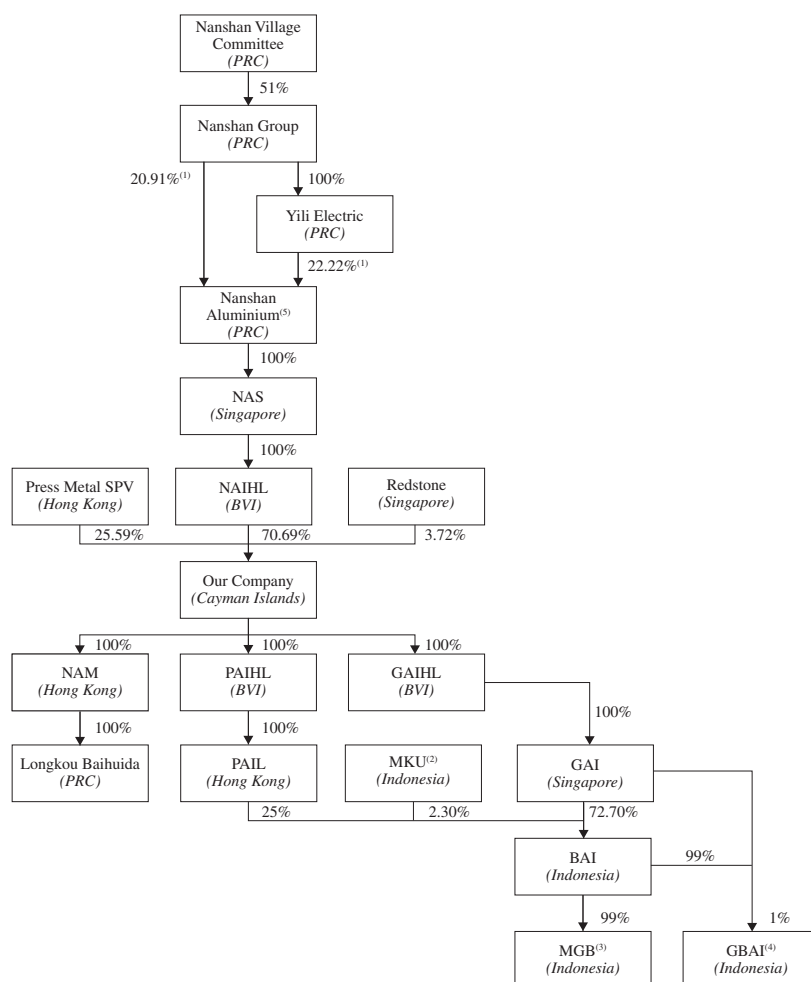 Nanshan Village
Committee
(PRC)
51%
Nanshan Group
(PRC)
20.91%(1)
100%
Yili Electric
(PRC)
22.22%(1)
Nanshan
Aluminium(5)
(PRC)
100%
NAS
(Singapore)
100%
Press Metal SPV
(Hong Kong)
NAIHL
(BVI)
Redstone
(Singapore)
25.59%
70.69%
3.72%
Our Company
(Cayman Islands)
100%
100%
100%
NAM
(Hong Kong)
PAIHL
(BVI)
GAIHL
(BVI)
100%
100%
100%
Longkou Baihuida
(PRC)
PAIL
(Hong Kong)
MKU(2)
(Indonesia)
GAI
(Singapore)
25%
2.30%
72.70%
BAI
(Indonesia)
99%
99%
1%
MGB(3)
(Indonesia)
GBAI(4)
(Indonesia)